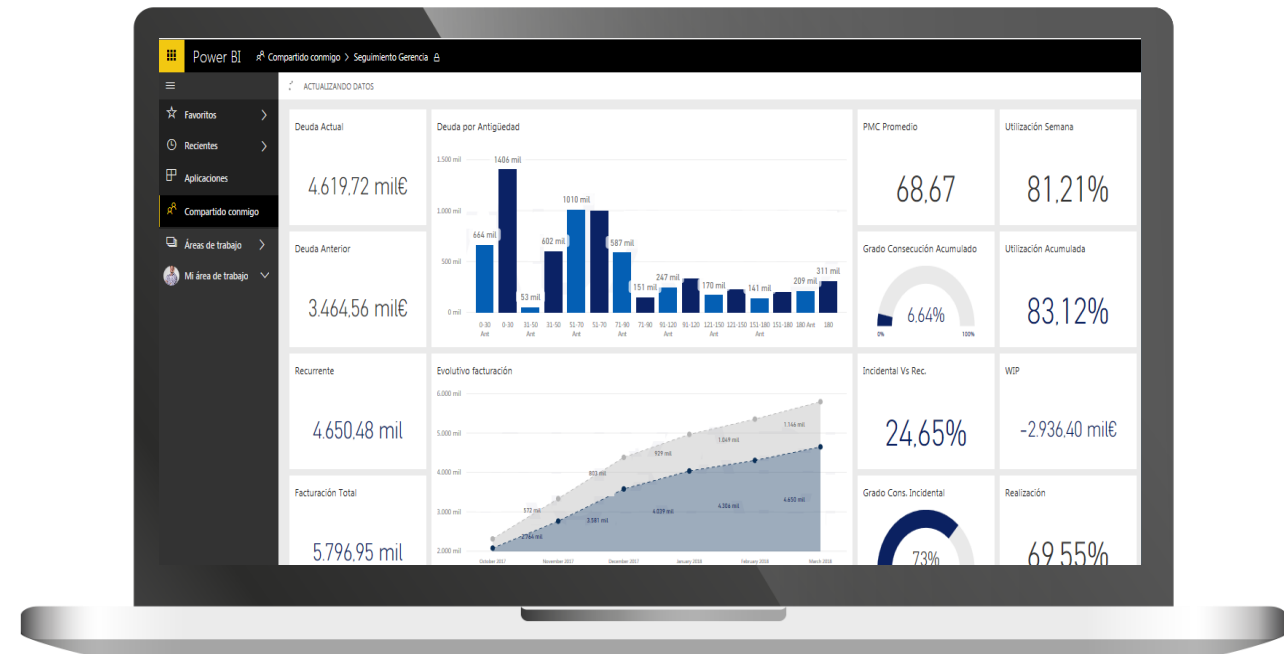 Power BI
Compartido conmigo > Seguimiento Gerencia
ACTUALIZANDO DATOS
Favoritos
Recientes
Aplicaciones
Compartido conmigo
Áreas de trabajo
Mi área de trabajo
Deuda Actual
4.619,72 mil€
Deuda Anterior
3.464,56 mil€
Recurrente
4.650,48 mil
Facturación Total
5.796,95 mil
Deuda por Antigüedad
1.500 mil
1.000 mil
500 mil
0 mil
664 mil
1406 mil
53 mil
602 mil
1010 mil
587 mil
151 mil
247 mil
170 mil
141 mil
209 mil
311 mil
0-30 Ant
0-30
31-50 Ant
31-50
51-70 Ant
51-70
71-90 Ant
71-90
91-120 Ant
91-120
121-150 Ant
121-150
151-180 Ant
151-180
180 Ant
180
Evolutivo facturación
6.000 mil
5.000 mil
4.000 mil
3.000 mil
2.000 mil
572 mil
803 mil
929 mil
1.049 mil
1.146 mil
2.764 mil
3.581 mil
4.039 mil
4.306 mil
4.650 mil
October 2017
November 2017
December 2017
January 2018
February 2018
March 2018
PMC Promedio
68,67
Utilización Semana
81,21%
Grado Consecución Acumulado
6,64%
0%
100%
Utilización Acumulada
83,12%
Incidental Vs Rec.
24,65%
WIP
-2.936,40 mil€
Grado Cons. Incidental
73%
Realización
69,55%